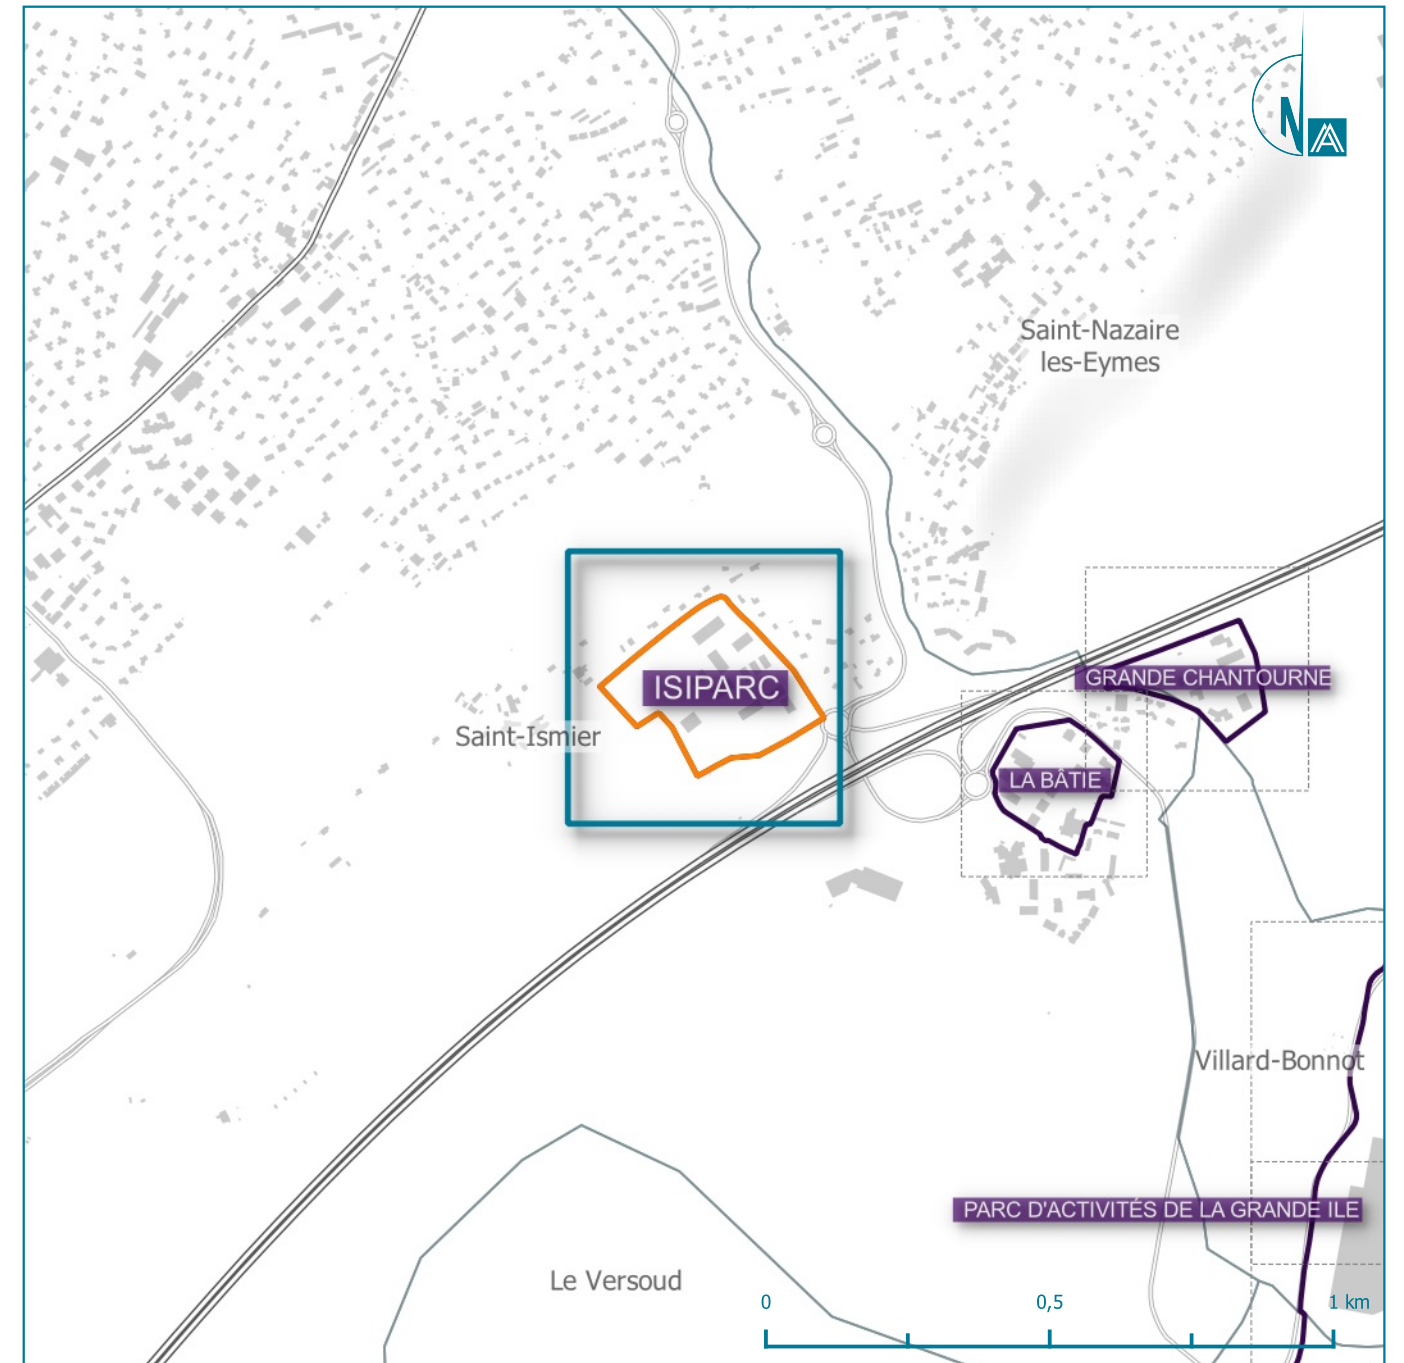 N
Saint-Nazaire
les-Eymes
ISIPARC
GRANDE CHANTOURNE
Saint-Ismier
LA BÂTIE
Villard-Bonnot
PARC D'ACTIVITÉS DE LA GRANDE ILE
Le Versoud
0 0,5 1 km